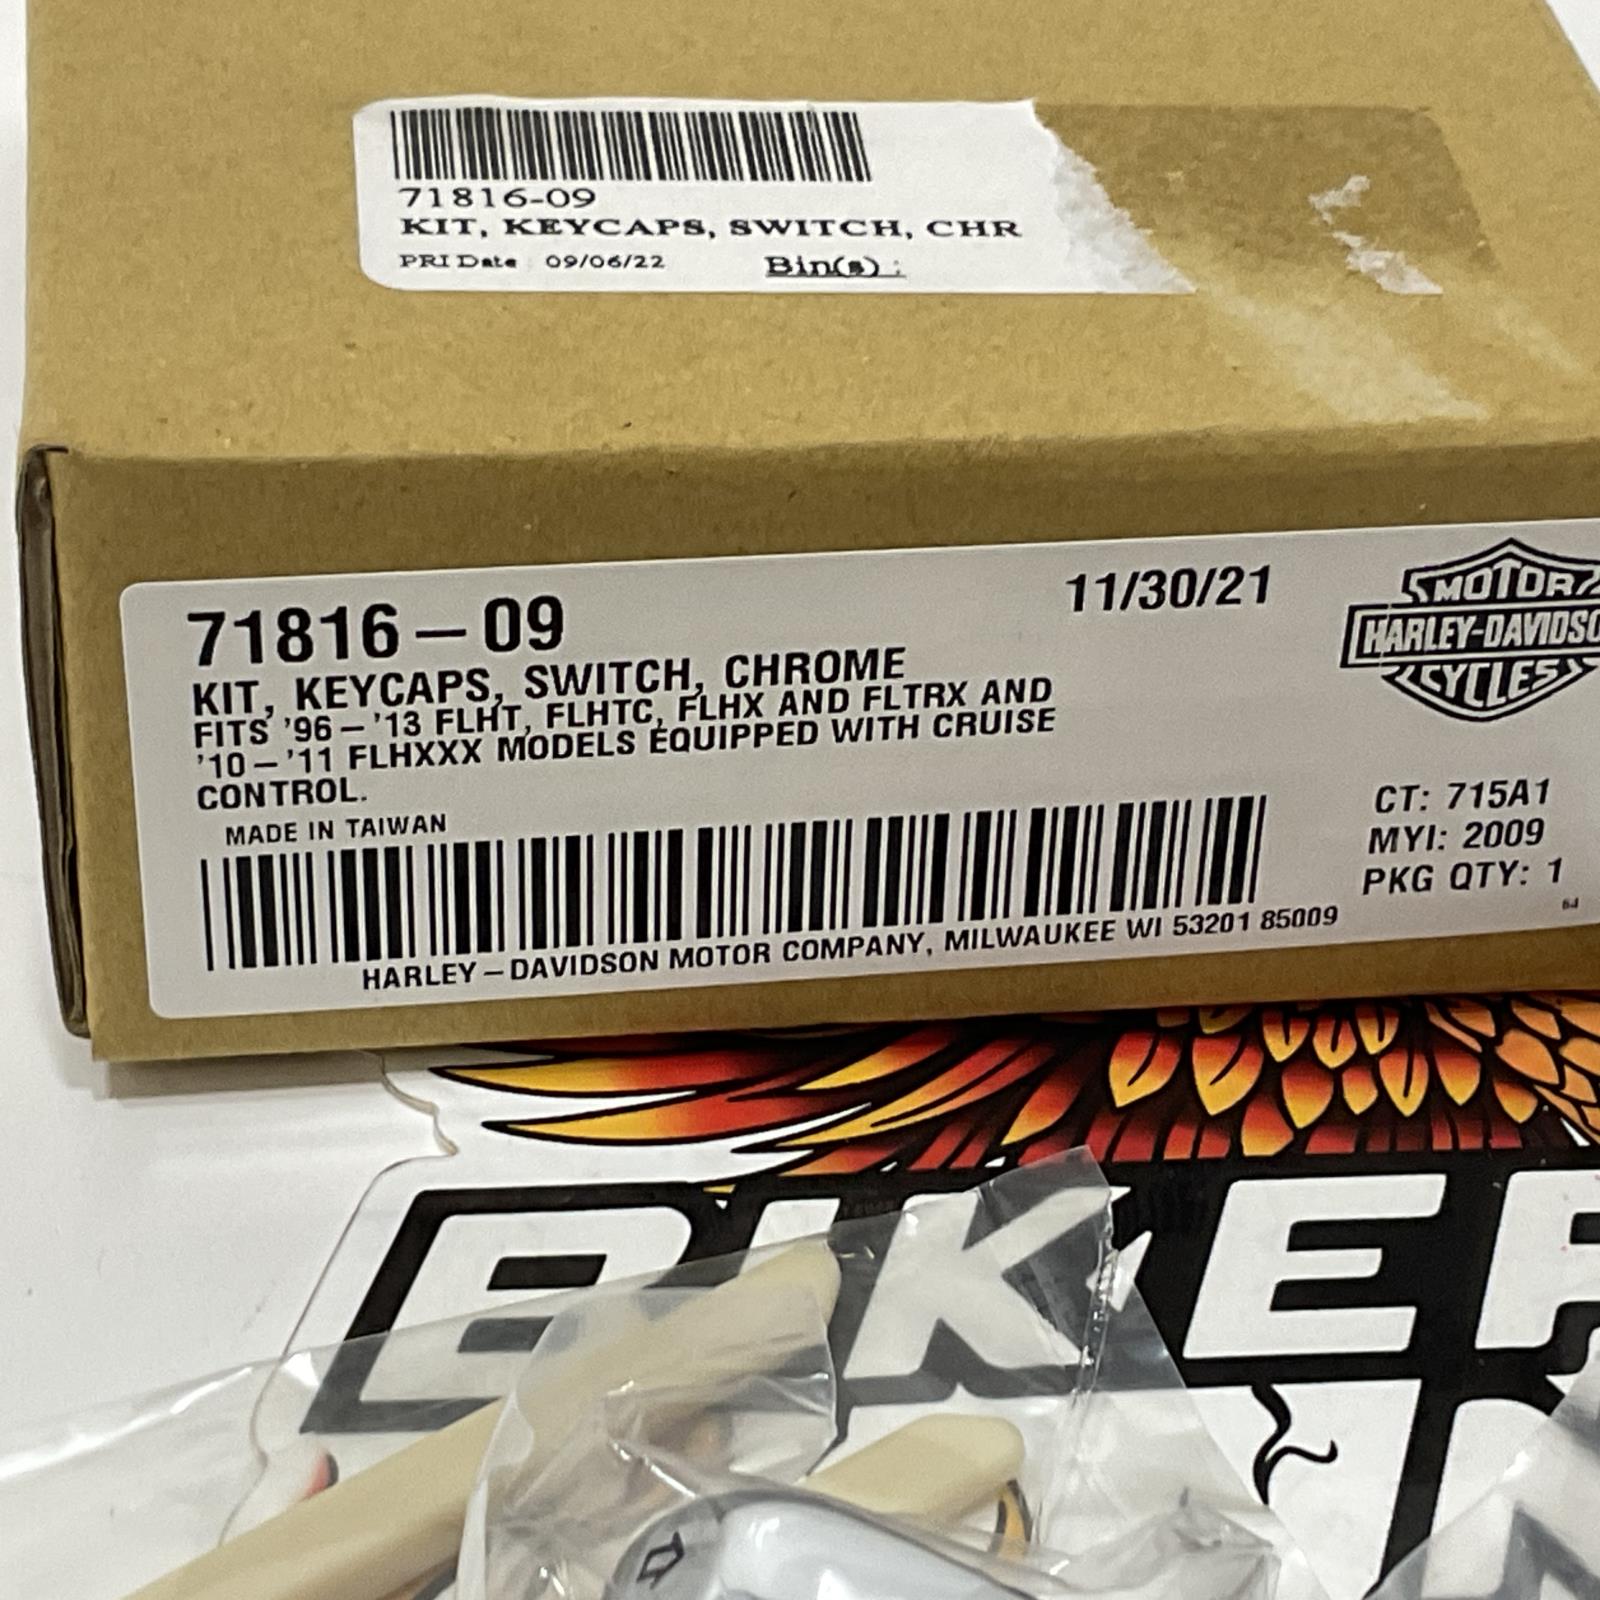 71816-09
KIT, KEYCAPS, SWITCH, CHR
PRI Date 09/06/22 Bin(s) :
71816-09
11/30/21
KIT, KEYCAPS, SWITCH, CHROME
FITS '96-'13 FLHT, FLHTC, FLHX AND FLTRX AND
'10-'11 FLHXXX MODELS EQUIPPED WITH CRUISE
CONTROL.
MADE IN TAIWAN
HARLEY-DAVIDSON MOTOR COMPANY, MILWAUKEE WI 53201 85009
MOTOR
HARLEY-DAVIDSO
CYCLES
CT: 715A1
MYI: 2009
PKG QTY: 1
64
BIKER